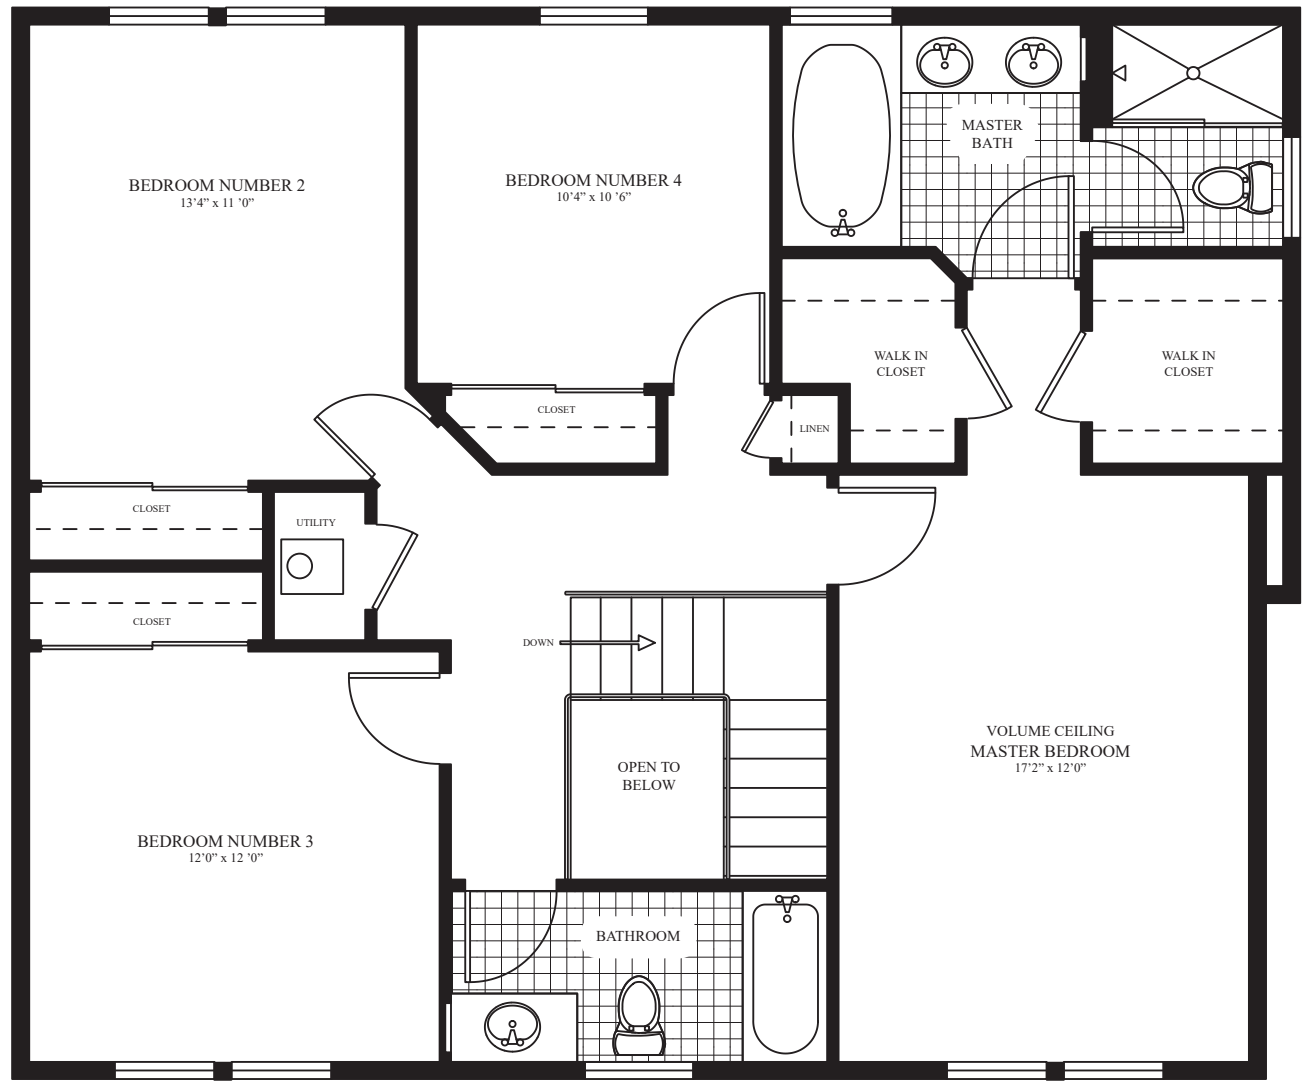 MASTER
BATH
BEDROOM NUMBER 2
13’4” x 11 ’0”
BEDROOM NUMBER 4
10’4” x 10 ’6”
WALK IN
CLOSET
WALK IN
CLOSET
CLOSET
LINEN
CLOSET
UTILITY
CLOSET
DOWN
VOLUME CEILING
MASTER BEDROOM
17’2” x 12’0”
OPEN TO
BELOW
BEDROOM NUMBER 3
12’0” x 12 ’0”
BATHROOM